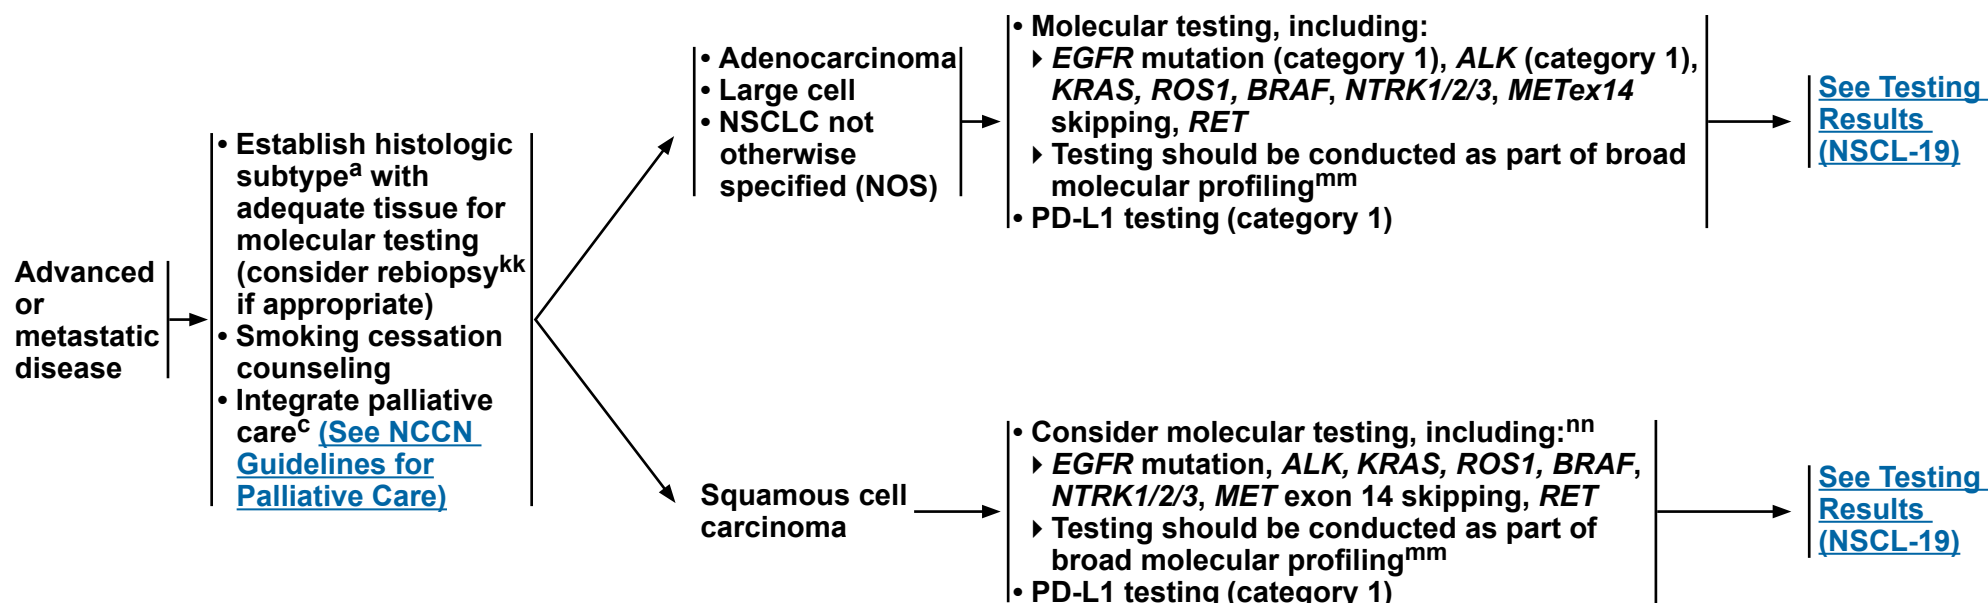 Advanced
or
metastatic
disease
• Establish histologic
subtypea with
adequate tissue for
molecular testing
(consider rebiopsykk
if appropriate)
• Smoking cessation
counseling
• Integrate palliative
carec (See NCCN
Guidelines for
Palliative Care)
• Adenocarcinoma
• Large cell
• NSCLC not
otherwise
specified (NOS)
• Molecular testing, including:
EGFR mutation (category 1), ALK (category 1),
KRAS, ROS1, BRAF, NTRK1/2/3, METex14
skipping, RET
Testing should be conducted as part of broad
molecular profilingmm
• PD-L1 testing (category 1)
See Testing
Results
(NSCL-19)
Squamous cell
carcinoma
• Consider molecular testing, including:nn
EGFR mutation, ALK, KRAS, ROS1, BRAF,
NTRK1/2/3, MET exon 14 skipping, RET
Testing should be conducted as part of
broad molecular profilingmm
• PD-L1 testing (category 1)
See Testing
Results
(NSCL-19)